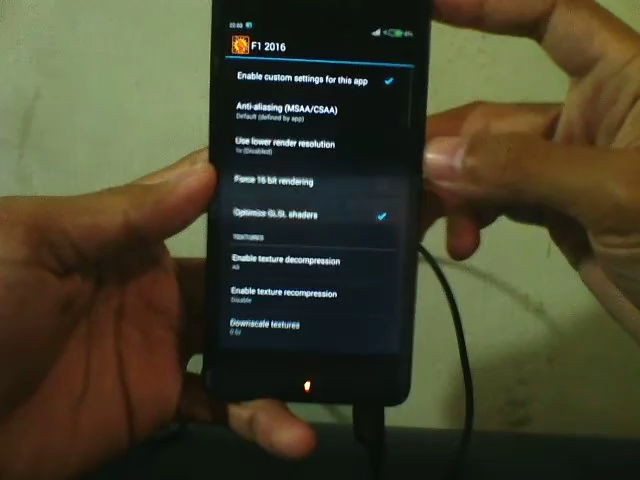 F1 2016
Enable custom settings for this app
Anti-aliasing (MSAA/CSAA)
Default (defined by app)
Use lower render resolution
1x (Disabled)
Force 16 bit rendering
Optimize GLSL shaders
TEXTURES
Enable texture decompression
All
Enable texture recompression
Disable
Downscale textures